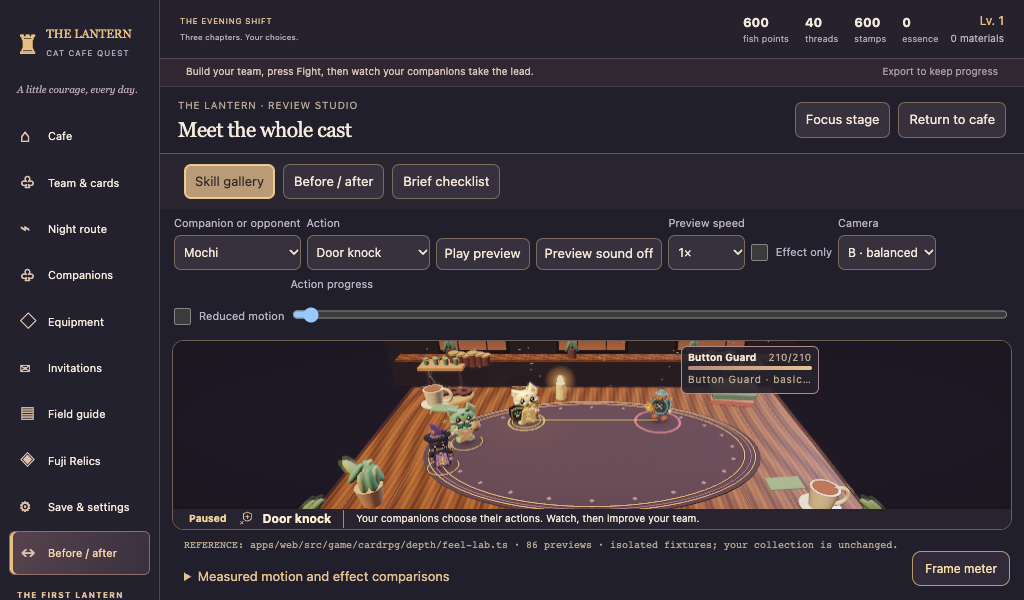 THE LANTERN
CAT CAFE QUEST
A little courage, every day.
Cafe
Team & cards
Night route
Companions
Equipment
Invitations
Field guide
Fuji Relics
Save & settings
Before / after
THE FIRST LANTERN
THE EVENING SHIFT
Three chapters. Your choices.
600 fish points
40 threads
600 stamps
0 essence
Lv. 1
0 materials
Build your team, press Fight, then watch your companions take the lead.
Export to keep progress
THE LANTERN · REVIEW STUDIO
Meet the whole cast
Focus stage
Return to cafe
Skill gallery
Before / after
Brief checklist
Companion or opponent
Mochi
Action
Door knock
Play preview
Preview sound off
Preview speed
1×
Effect only
Camera
B · balanced
Action progress
Reduced motion
Button Guard 210/210
Button Guard · basic…
Paused
Door knock
Your companions choose their actions. Watch, then improve your team.
REFERENCE: apps/web/src/game/cardrpg/depth/feel-lab.ts · 86 previews · isolated fixtures; your collection is unchanged.
Measured motion and effect comparisons
Frame meter